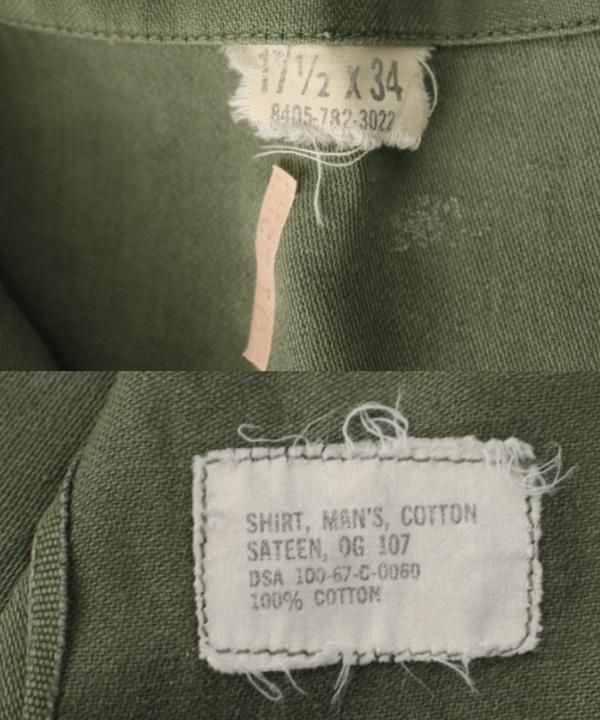 17½ X 34
8405-782-3022
SHIRT, MAN'S, COTTON
SATEEN, OG 107
DSA 100-67-C-0060
100% COTTON